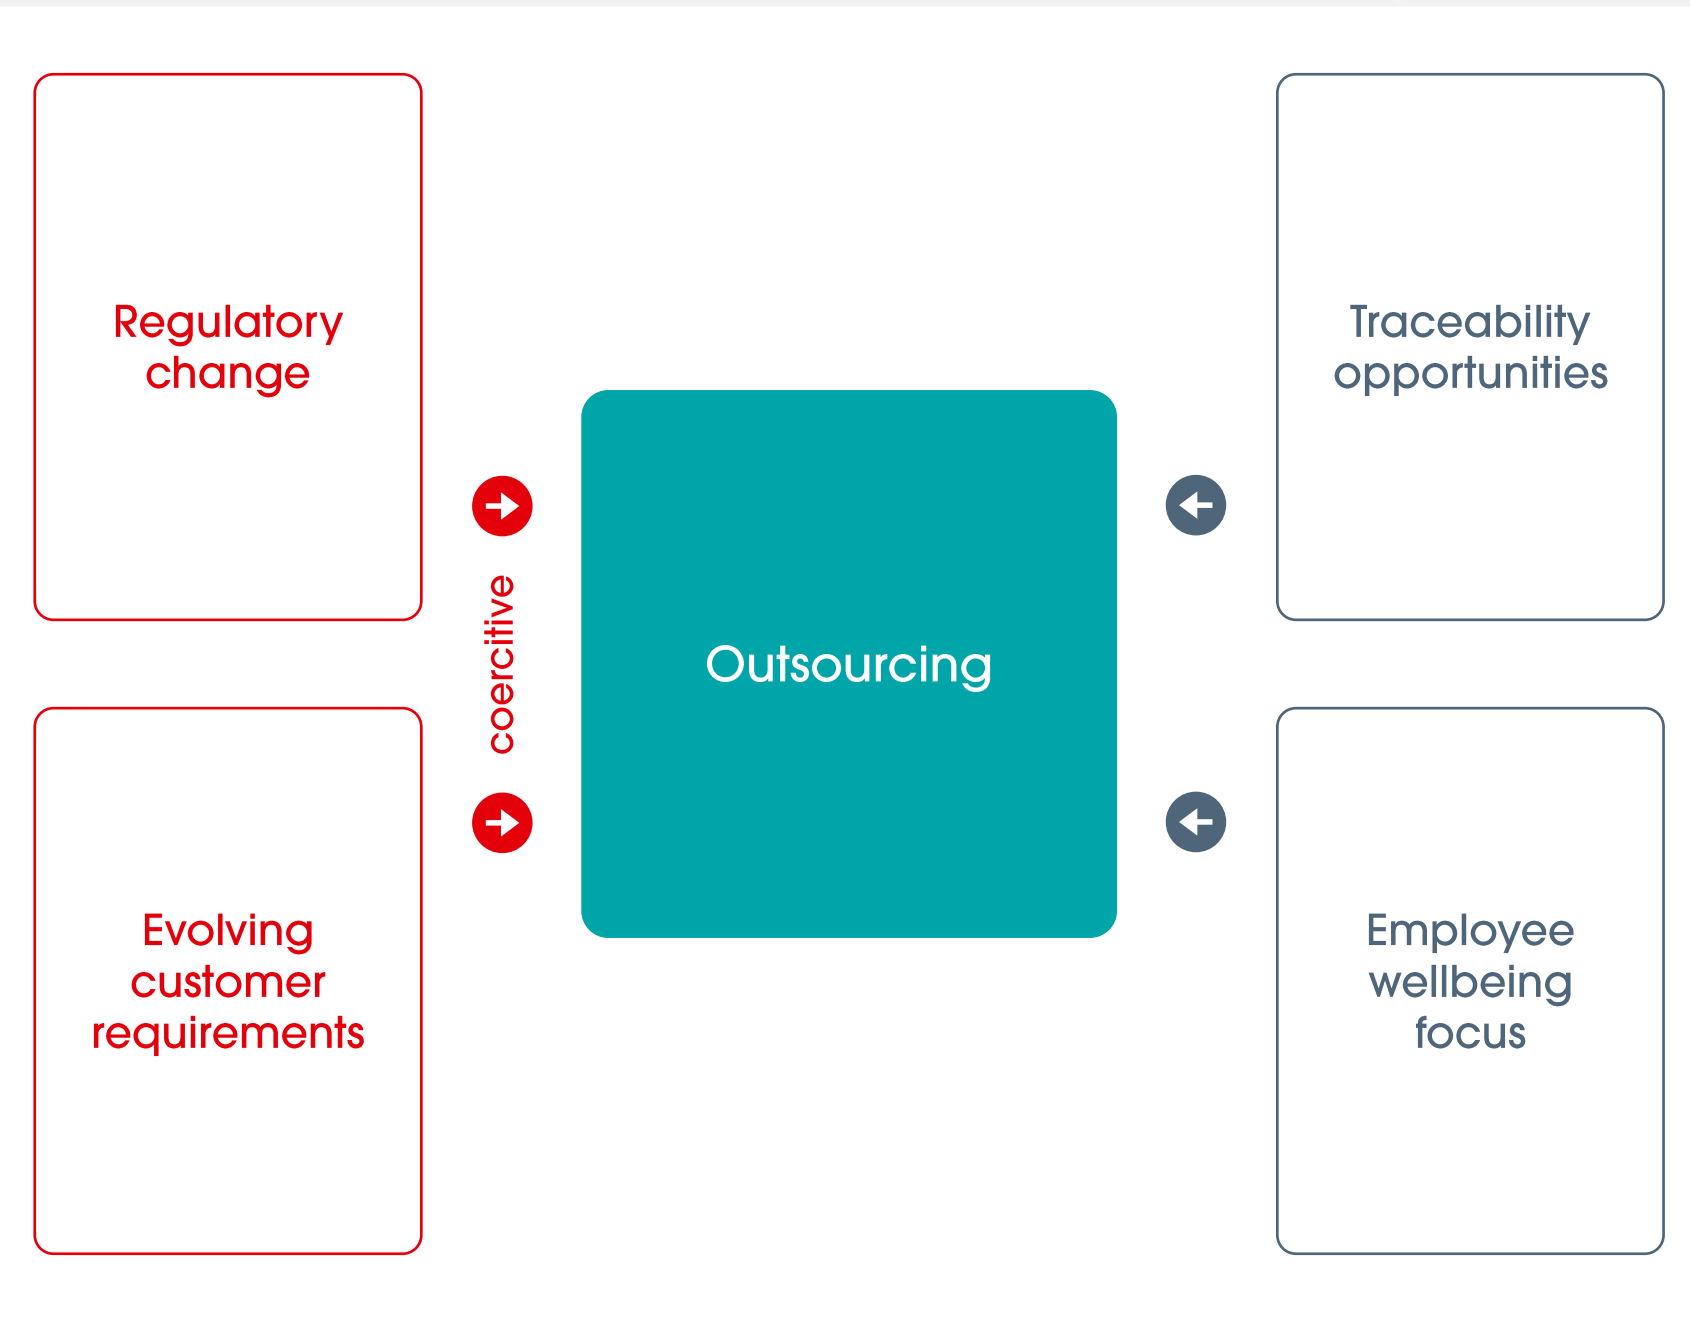 Regulatory
change
Evolving
customer
requirements
coercitive
Outsourcing
Traceability
opportunities
Employee
wellbeing
focus